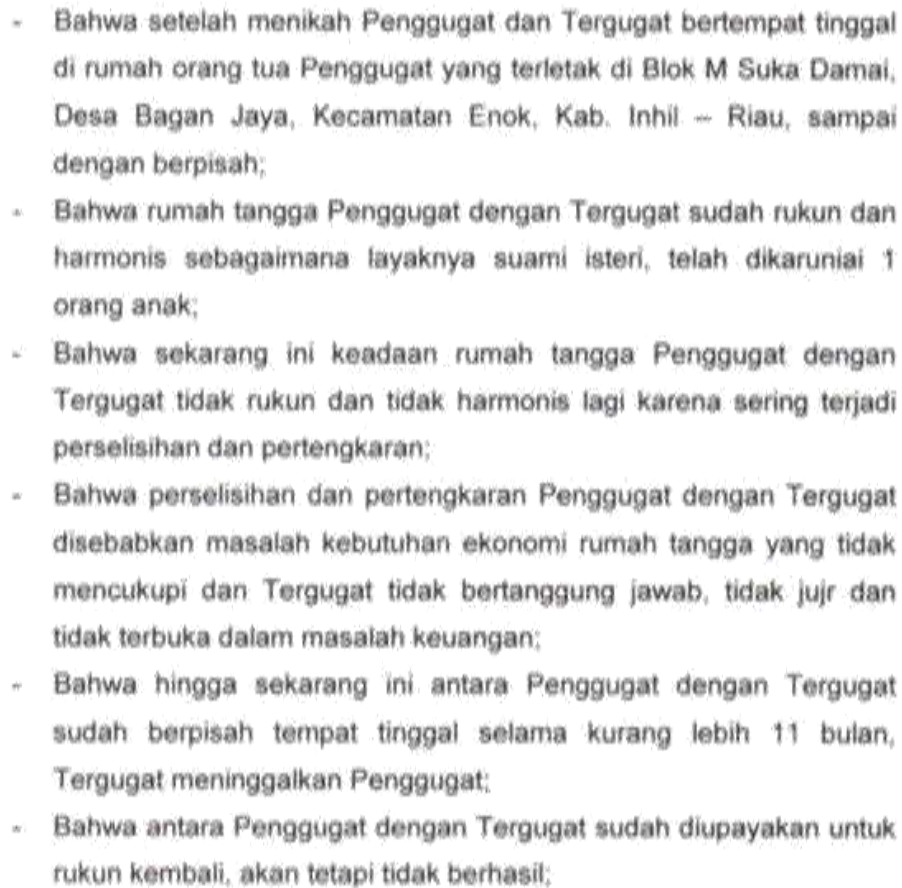 - Bahwa setelah menikah Penggugat dan Tergugat bertempat tinggal
di rumah orang tua Penggugat yang terletak di Blok M Suka Damai,
Desa Bagan Jaya, Kecamatan Enok, Kab. Inhil – Riau, sampai
dengan berpisah;
- Bahwa rumah tangga Penggugat dengan Tergugat sudah rukun dan
harmonis sebagaimana layaknya suami isteri, telah dikaruniai 1
orang anak;
- Bahwa sekarang ini keadaan rumah tangga Penggugat dengan
Tergugat tidak rukun dan tidak harmonis lagi karena sering terjadi
perselisihan dan pertengkaran;
- Bahwa perselisihan dan pertengkaran Penggugat dengan Tergugat
disebabkan masalah kebutuhan ekonomi rumah tangga yang tidak
mencukupi dan Tergugat tidak bertanggung jawab, tidak jujr dan
tidak terbuka dalam masalah keuangan;
- Bahwa hingga sekarang ini antara Penggugat dengan Tergugat
sudah berpisah tempat tinggal selama kurang lebih 11 bulan,
Tergugat meninggalkan Penggugat;
- Bahwa antara Penggugat dengan Tergugat sudah diupayakan untuk
rukun kembali, akan tetapi tidak berhasil;